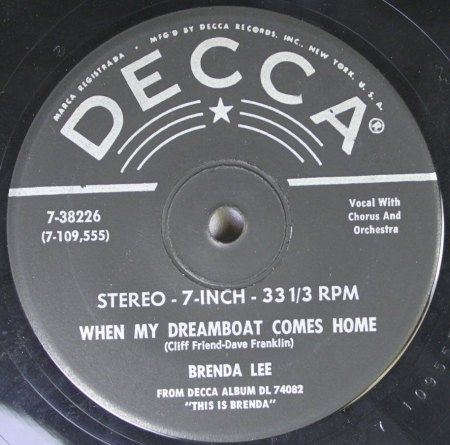 MARCA REGISTRADA • MFG'D BY DECCA RECORDS, INC., NEW YORK, U.S.A.
DECCA®
7-38226
(7-109,555)
Vocal With
Chorus And
Orchestra
STEREO - 7-INCH - 33 1/3 RPM
WHEN MY DREAMBOAT COMES HOME
(Cliff Friend-Dave Franklin)
BRENDA LEE
FROM DECCA ALBUM DL 74082
"THIS IS BRENDA"